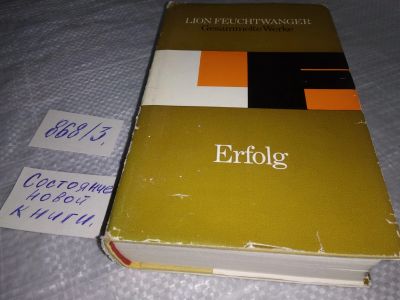 LION FEUCHTWANGER
Gesammelte Werke
Erfolg
868/3.
Состояние
новой
книги.